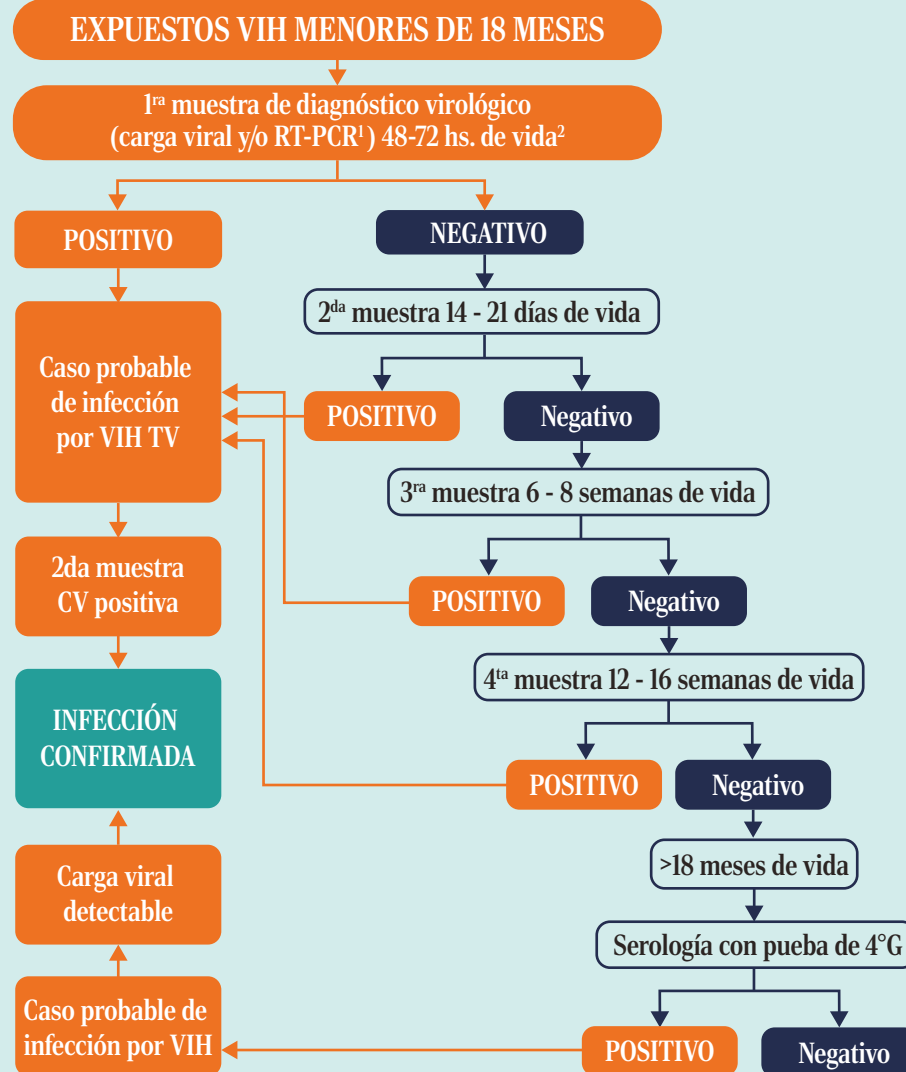 EXPUESTOS VIH MENORES DE 18 MESES
1ra muestra de diagnóstico virológico
(carga viral y/o RT-PCR¹) 48-72 hs. de vida²
POSITIVO
NEGATIVO
2da muestra 14 - 21 días de vida
Caso probable
de infección
por VIH TV
POSITIVO
Negativo
3ra muestra 6 - 8 semanas de vida
2da muestra
CV positiva
POSITIVO
Negativo
4ta muestra 12 - 16 semanas de vida
INFECCIÓN
CONFIRMADA
POSITIVO
Negativo
>18 meses de vida
Carga viral
detectable
Serología con pueba de 4°G
Caso probable de
infección por VIH
POSITIVO
Negativo